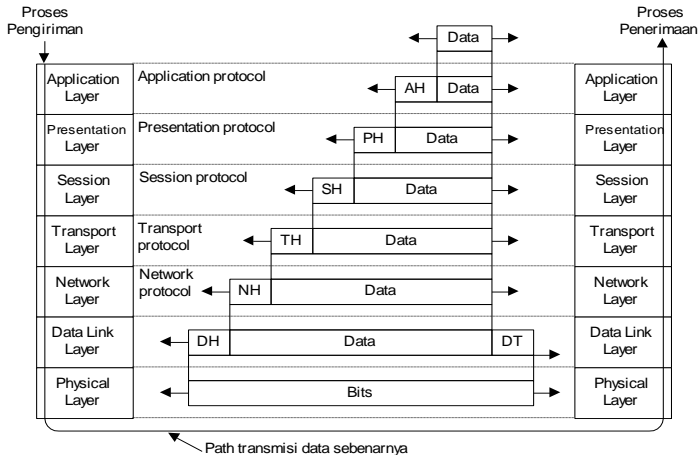 Proses
Pengiriman
Proses
Penerimaan
Data
Application
Layer
Application protocol
AH
Data
Application
Layer
Presentation
Layer
Presentation protocol
PH
Data
Presentation
Layer
Session
Layer
Session protocol
SH
Data
Session
Layer
Transport
Layer
Transport
protocol
TH
Data
Transport
Layer
Network
Layer
Network
protocol
NH
Data
Network
Layer
Data Link
Layer
DH
Data
DT
Data Link
Layer
Physical
Layer
Bits
Physical
Layer
Path transmisi data sebenarnya